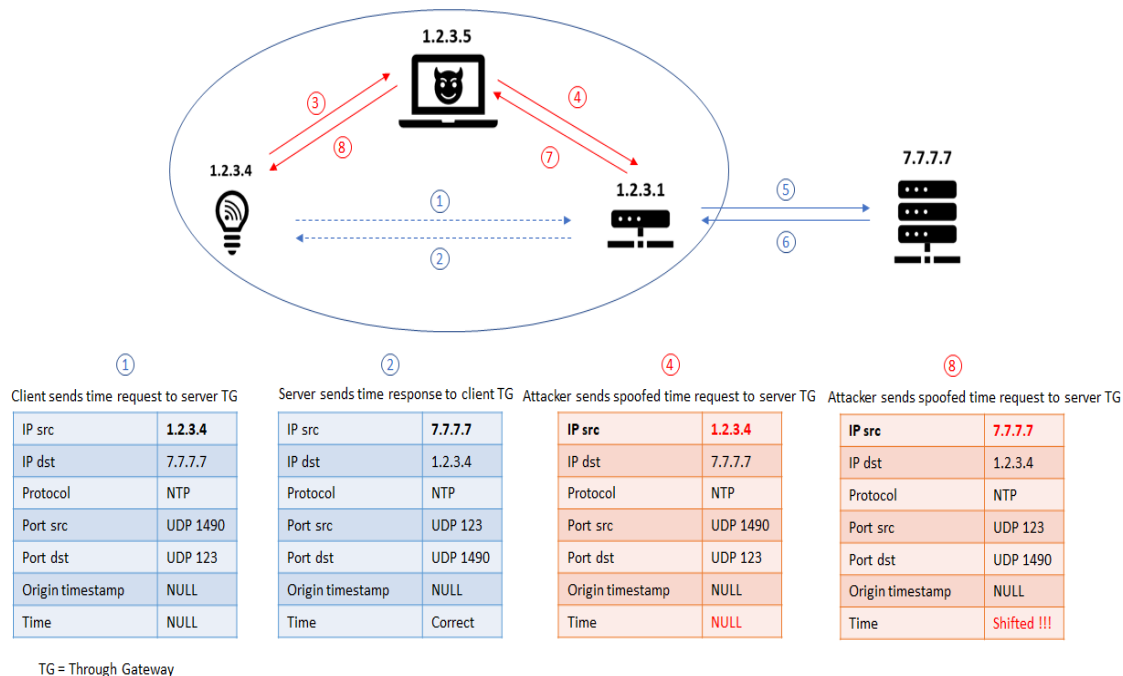 1.2.3.5
③
④
⑧
⑦
1.2.3.4
7.7.7.7
1.2.3.1
①
⑤
②
⑥
①
Client sends time request to server TG
IP src 1.2.3.4
IP dst 7.7.7.7
Protocol NTP
Port src UDP 1490
Port dst UDP 123
Origin timestamp NULL
Time NULL
②
Server sends time response to client TG
IP src 7.7.7.7
IP dst 1.2.3.4
Protocol NTP
Port src UDP 123
Port dst UDP 1490
Origin timestamp NULL
Time Correct
④
Attacker sends spoofed time request to server TG
IP src 1.2.3.4
IP dst 7.7.7.7
Protocol NTP
Port src UDP 1490
Port dst UDP 123
Origin timestamp NULL
Time NULL
⑧
Attacker sends spoofed time request to server TG
IP src 7.7.7.7
IP dst 1.2.3.4
Protocol NTP
Port src UDP 123
Port dst UDP 1490
Origin timestamp NULL
Time Shifted !!!
TG = Through Gateway